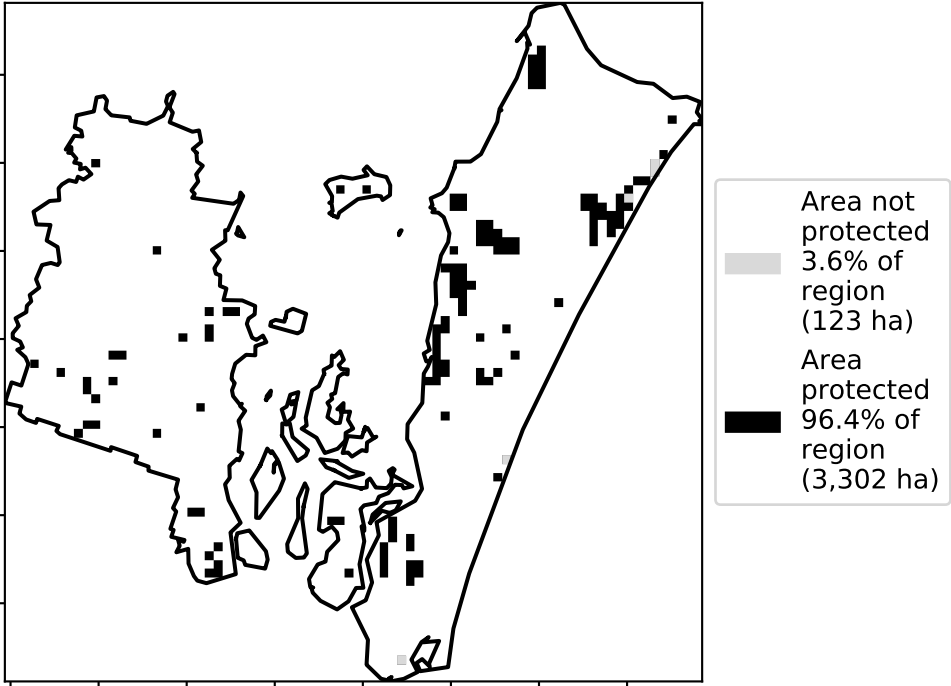 Area not
protected
3.6% of
region
(123 ha)
Area
protected
96.4% of
region
(3,302 ha)